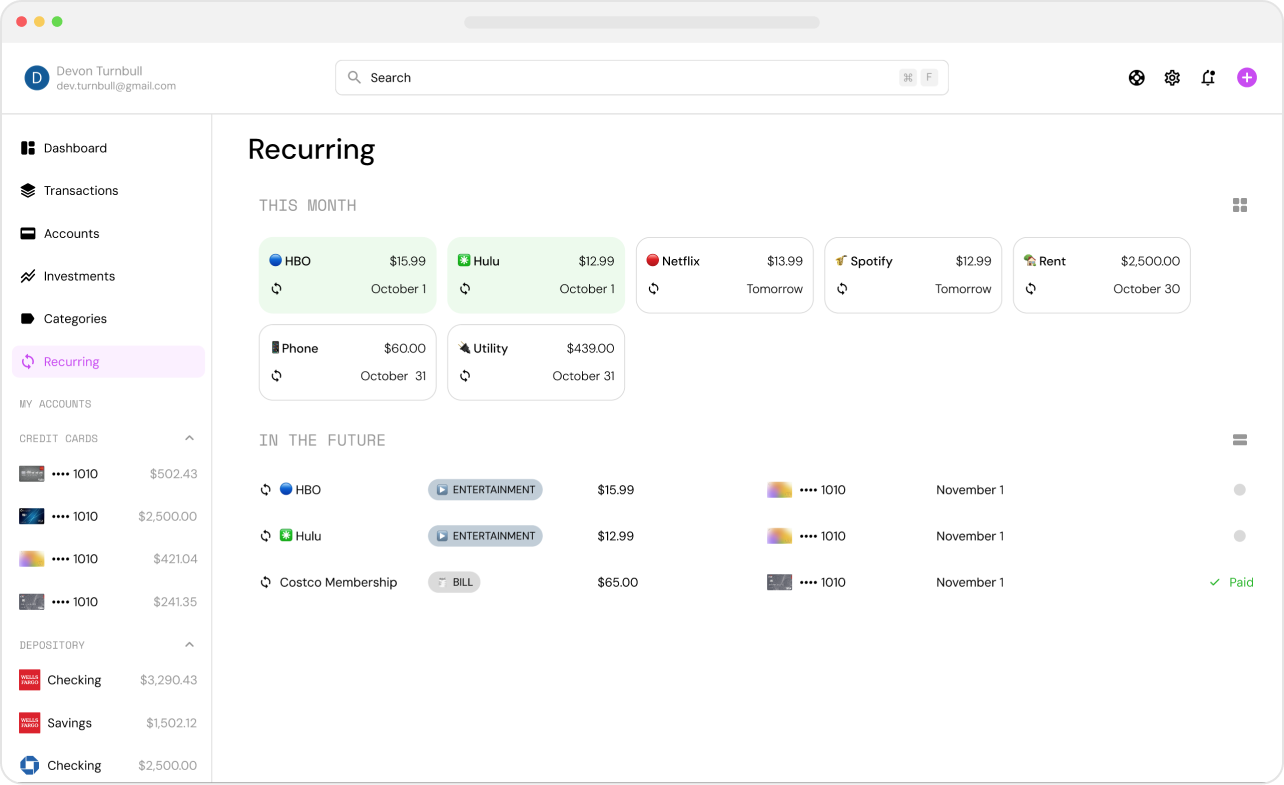 D
Devon Turnbull
dev.turnbull@gmail.com
Search
⌘ F
Dashboard
Transactions
Accounts
Investments
Categories
Recurring
MY ACCOUNTS
CREDIT CARDS
•••• 1010 $502.43
•••• 1010 $2,500.00
•••• 1010 $421.04
•••• 1010 $241.35
DEPOSITORY
WELLS
FARGO
Checking $3,290.43
WELLS
FARGO
Savings $1,502.12
Checking $2,500.00
Recurring
THIS MONTH
HBO $15.99
October 1
Hulu $12.99
October 1
Netflix $13.99
Tomorrow
Spotify $12.99
Tomorrow
Rent $2,500.00
October 30
Phone $60.00
October 31
Utility $439.00
October 31
IN THE FUTURE
HBO ENTERTAINMENT $15.99 •••• 1010 November 1
Hulu ENTERTAINMENT $12.99 •••• 1010 November 1
Costco Membership BILL $65.00 •••• 1010 November 1 Paid